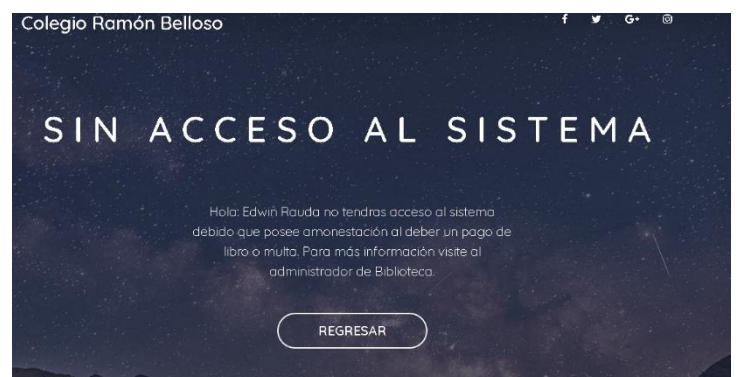 Colegio Ramón Belloso
SIN ACCESO AL SISTEMA
Hola: Edwin Rauda no tendras acceso al sistema
debido que posee amonestación al deber un pago de
libro o multa. Para más información visite al
administrador de Biblioteca.
REGRESAR